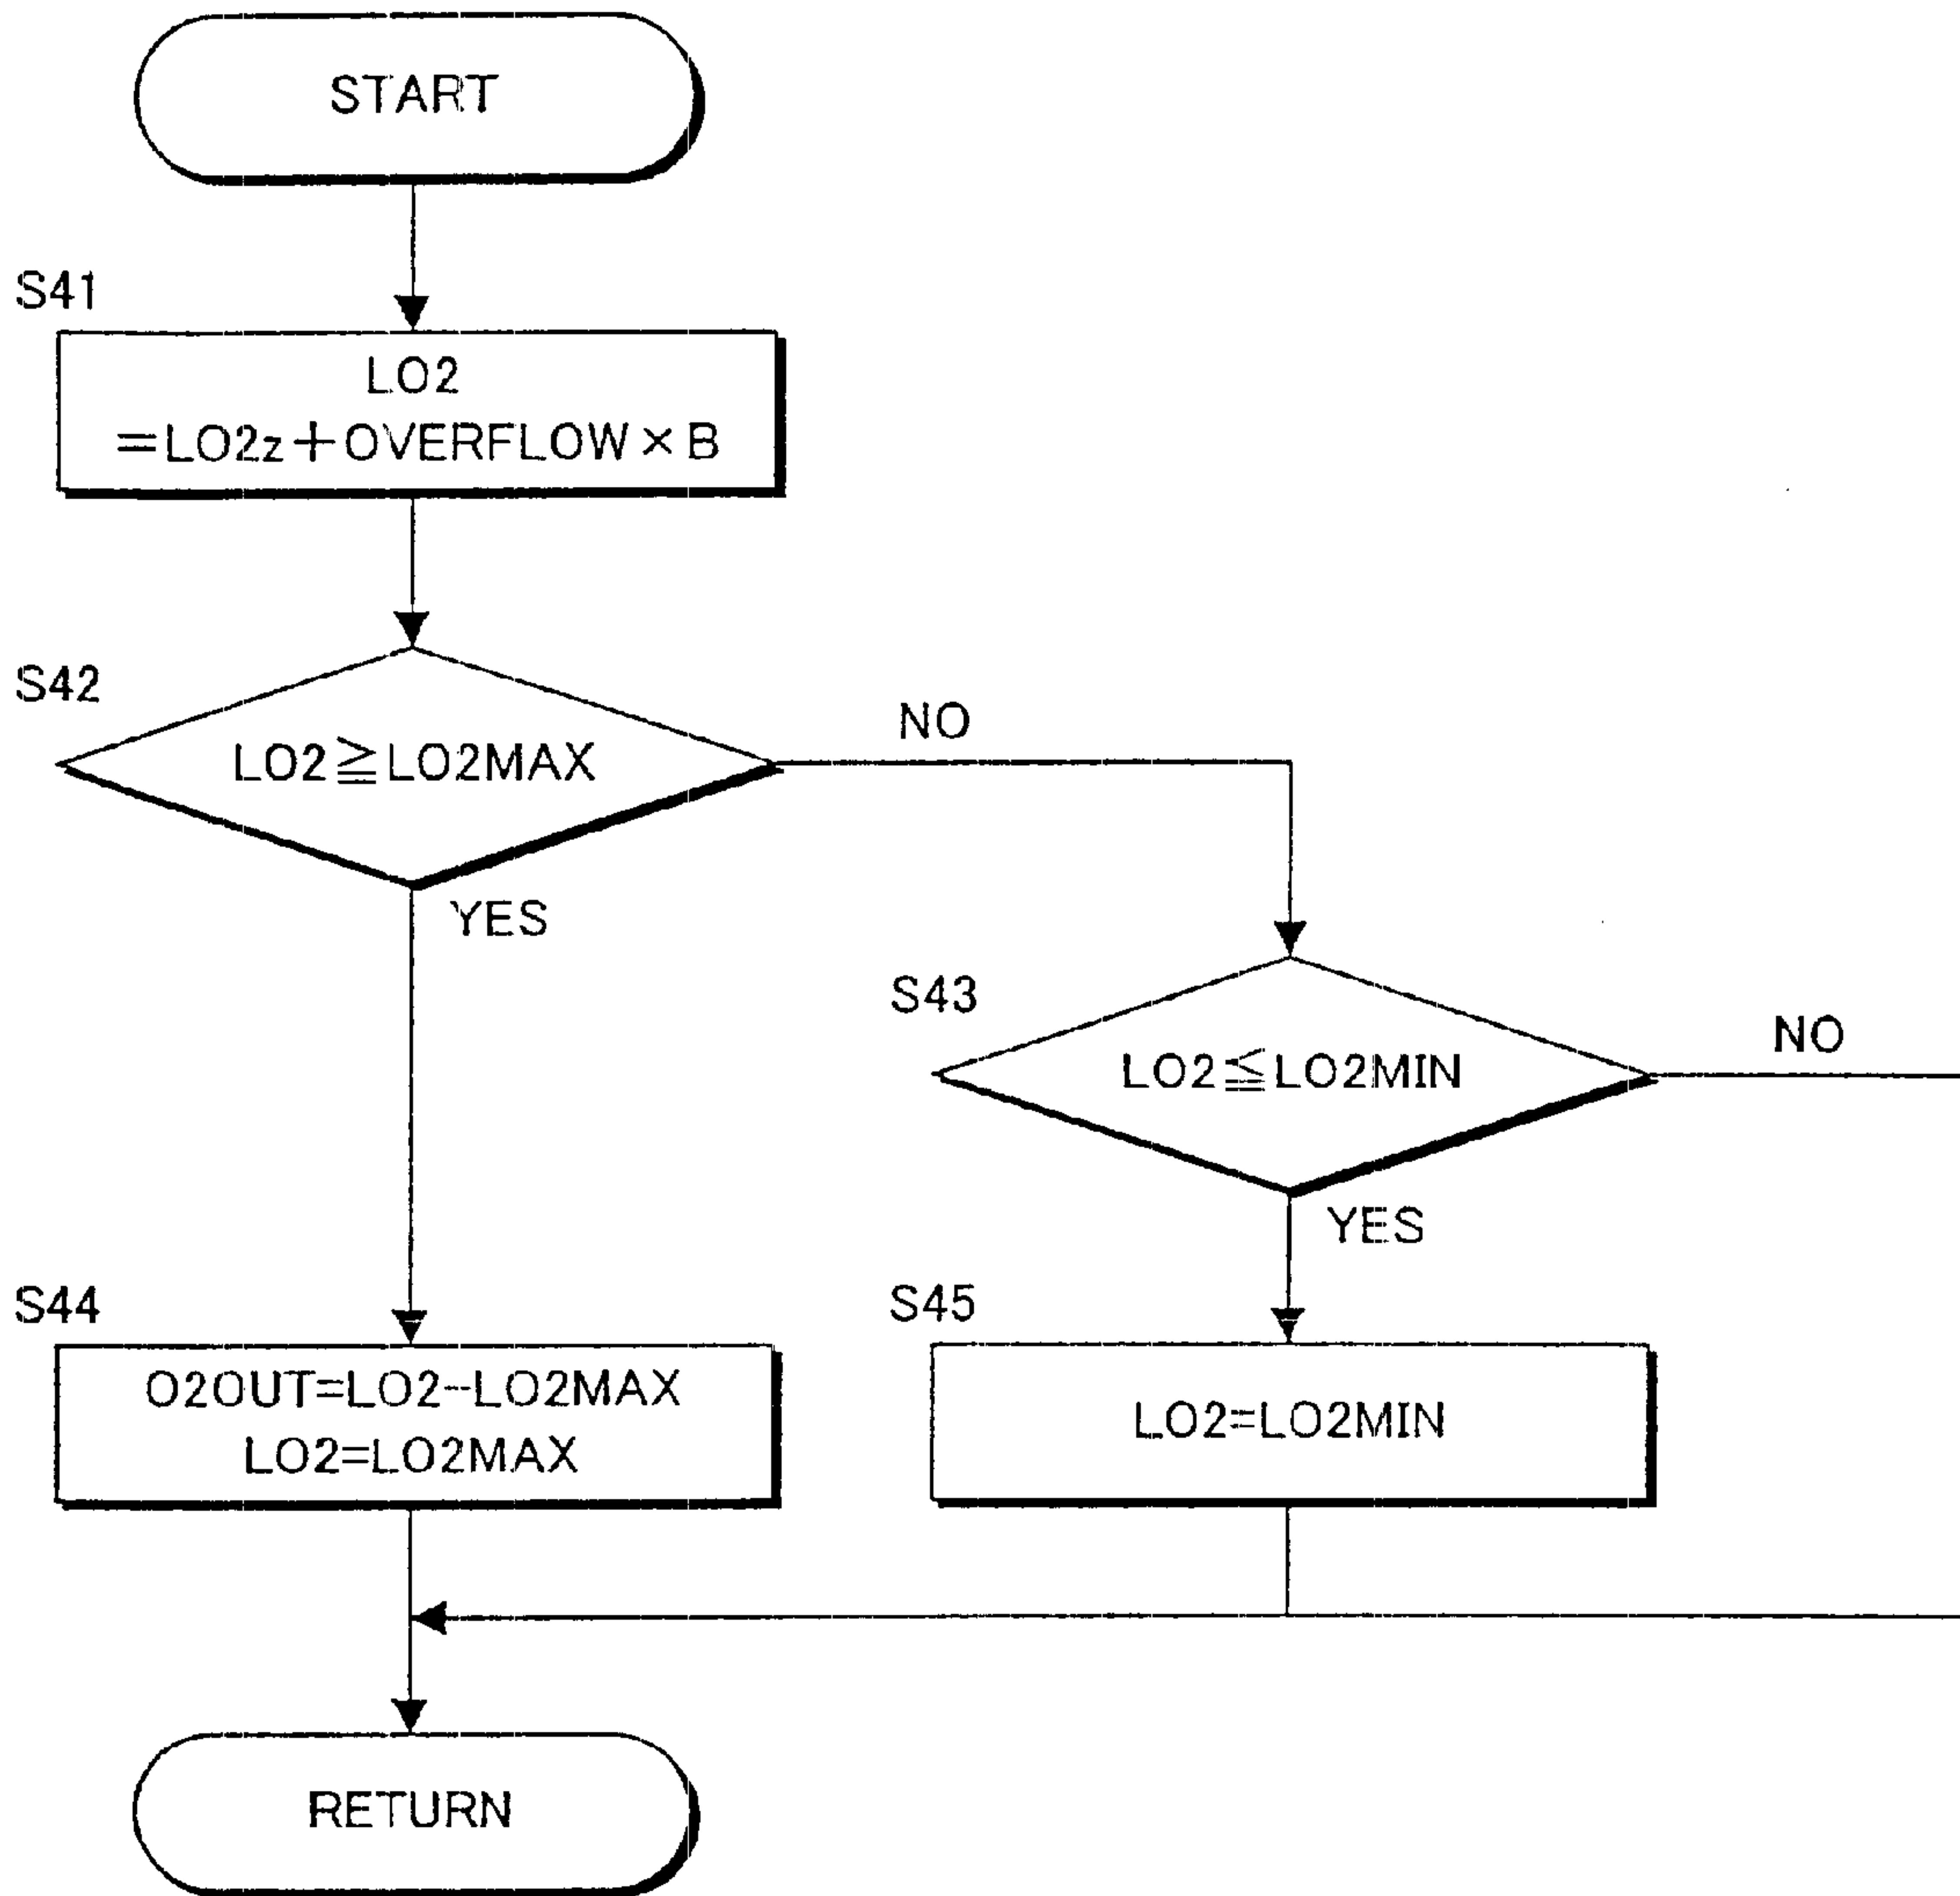 START
S41
LO2
=LO2z+OVERFLOW×B
S42
LO2≧LO2MAX
NO
YES
S43
LO2≦LO2MIN
NO
YES
S44
O2OUT=LO2-LO2MAX
LO2=LO2MAX
S45
LO2=LO2MIN
RETURN